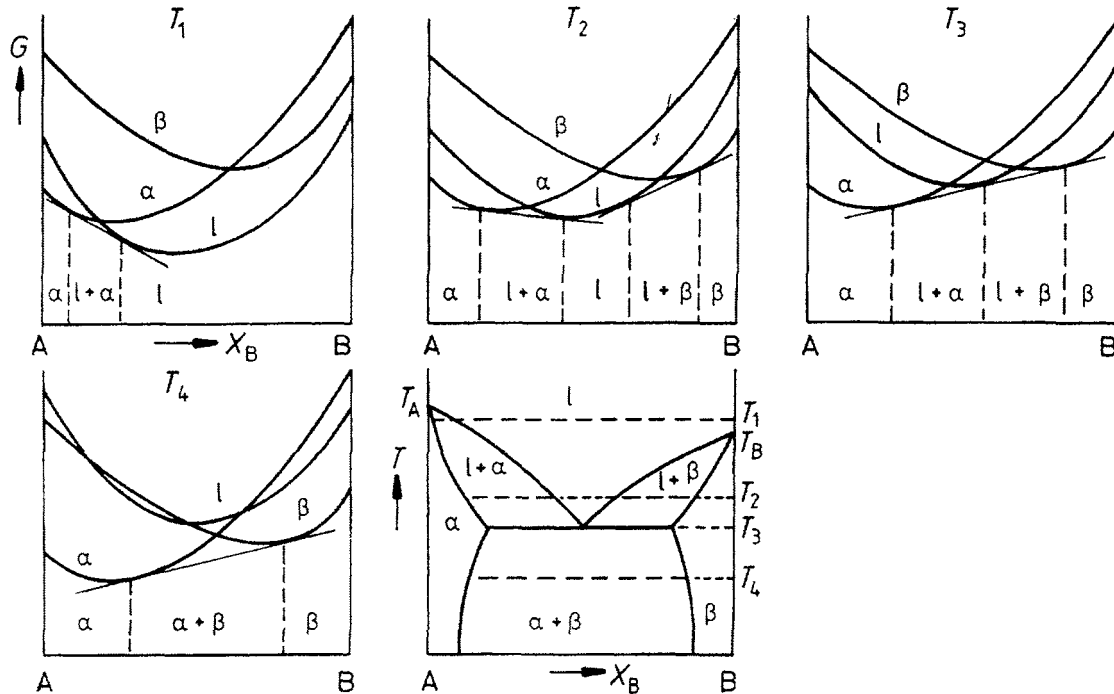 T1
T2
T3
G
β
α
l
α l + α l
A X_B B
β
α
l
α l + α l l + β β
A B
β
l
α
α l + α l + β β
A B
T4
l
β
α
α α + β β
A B
T_A
l
T1
T_B
T
l + α
l + β
T2
α
T3
T4
α + β
β
A X_B B